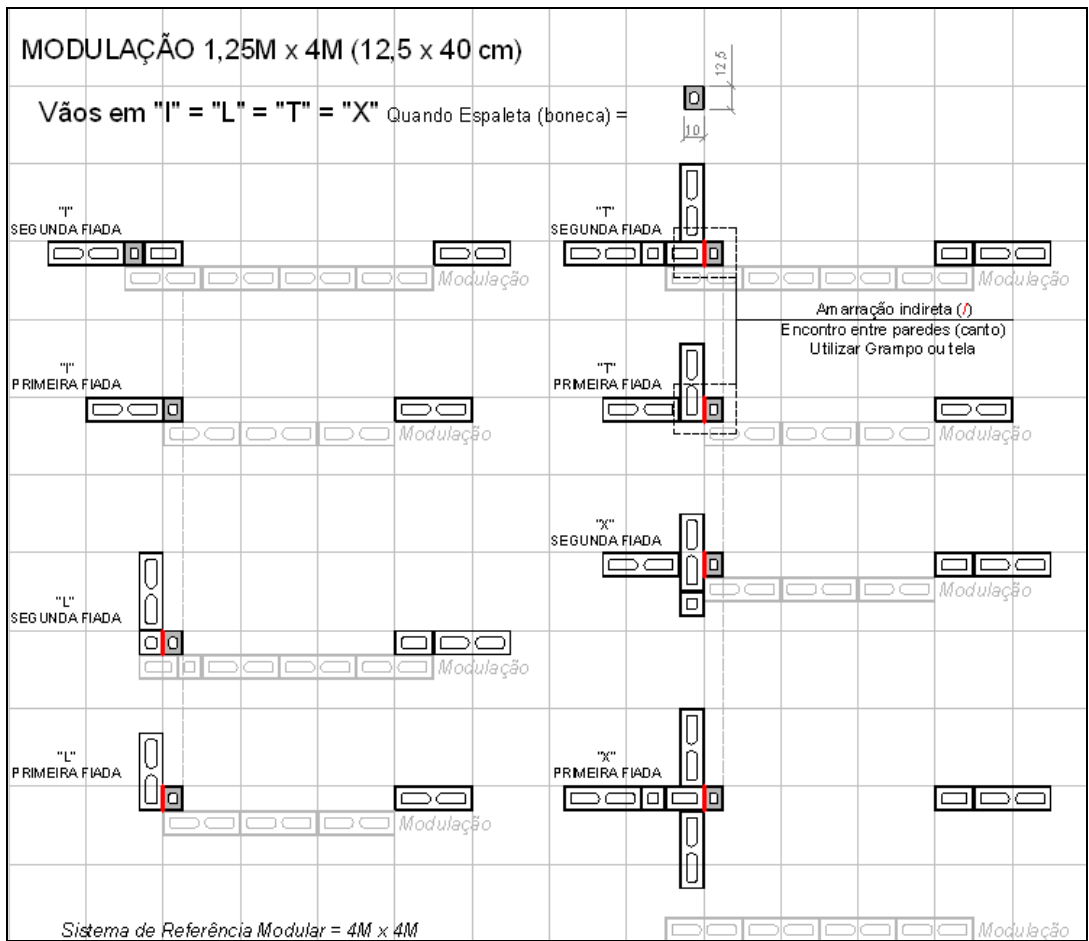 MODULAÇÃO 1,25M x 4M (12,5 x 40 cm)
12,5
Vãos em "I" = "L" = "T" = "X" Quando Espaleta (boneca) =
10
"I"
SEGUNDA FIADA
Modulação
"T"
SEGUNDA FIADA
Modulação
Amarração indireta (/)
Encontro entre paredes (canto)
Utilizar Grampo ou tela
"I"
PRIMEIRA FIADA
Modulação
"T"
PRIMEIRA FIADA
Modulação
"X"
SEGUNDA FIADA
Modulação
"L"
SEGUNDA FIADA
Modulação
"L"
PRIMEIRA FIADA
Modulação
"X"
PRIMEIRA FIADA
Sistema de Referência Modular = 4M x 4M
Modulação